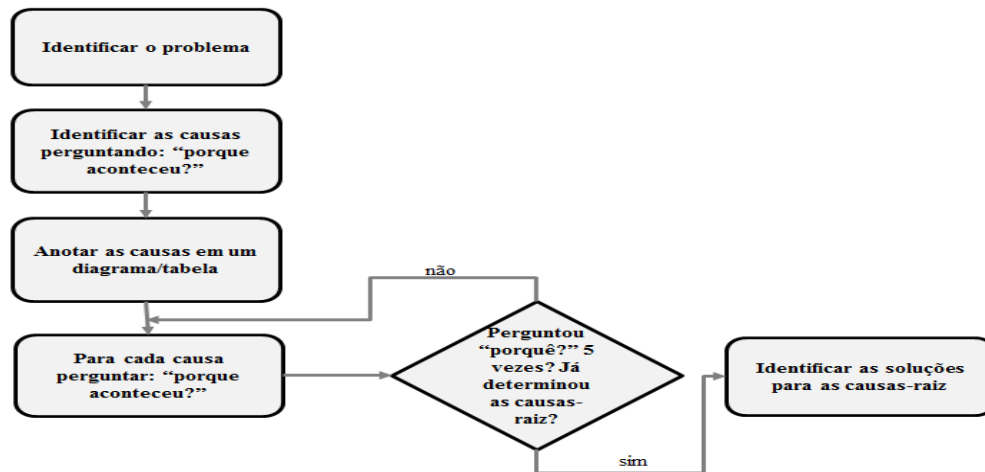 Identificar o problema
Identificar as causas
perguntando: “porque
aconteceu?”
Anotar as causas em um
diagrama/tabela
não
Para cada causa
perguntar: “porque
aconteceu?”
Perguntou
“porquê?” 5
vezes? Já
determinou
as causas-
raiz?
Identificar as soluções
para as causas-raiz
sim